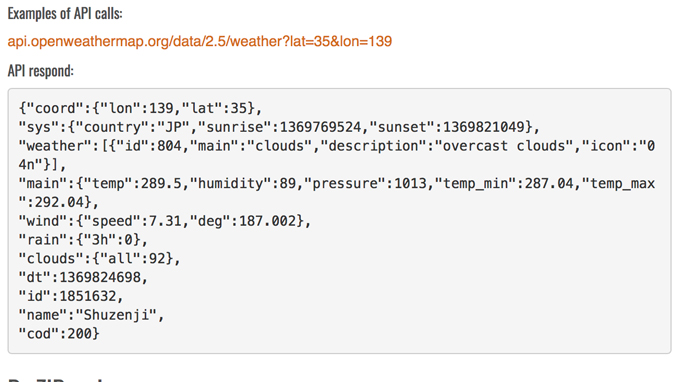 Examples of API calls:
api.openweathermap.org/data/2.5/weather?lat=35&lon=139
API respond:
{"coord":{"lon":139,"lat":35},
"sys":{"country":"JP","sunrise":1369769524,"sunset":1369821049},
"weather":[{"id":804,"main":"clouds","description":"overcast clouds","icon":"0
4n"}],
"main":{"temp":289.5,"humidity":89,"pressure":1013,"temp_min":287.04,"temp_max
":292.04},
"wind":{"speed":7.31,"deg":187.002},
"rain":{"3h":0},
"clouds":{"all":92},
"dt":1369824698,
"id":1851632,
"name":"Shuzenji",
"cod":200}